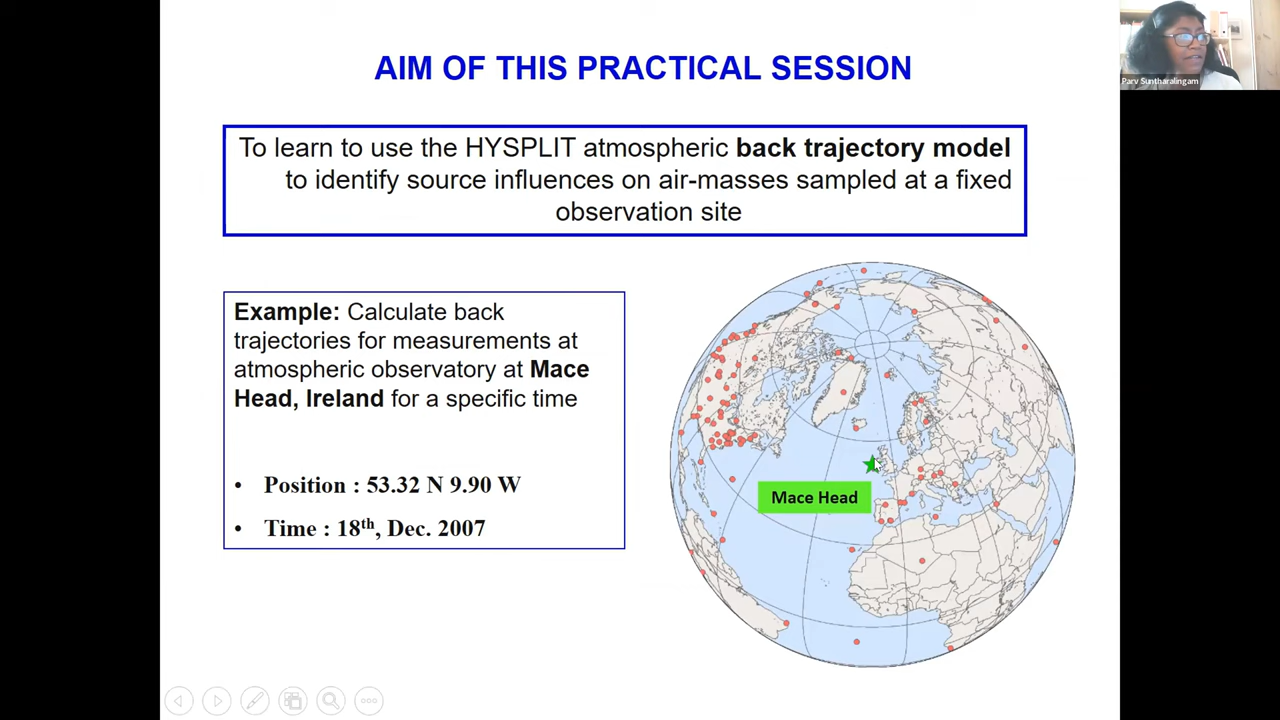 AIM OF THIS PRACTICAL SESSION
Parv Suntharalingam
To learn to use the HYSPLIT atmospheric back trajectory model
to identify source influences on air-masses sampled at a fixed
observation site
Example: Calculate back
trajectories for measurements at
atmospheric observatory at Mace
Head, Ireland for a specific time
• Position : 53.32 N 9.90 W
• Time : 18th, Dec. 2007
Mace Head